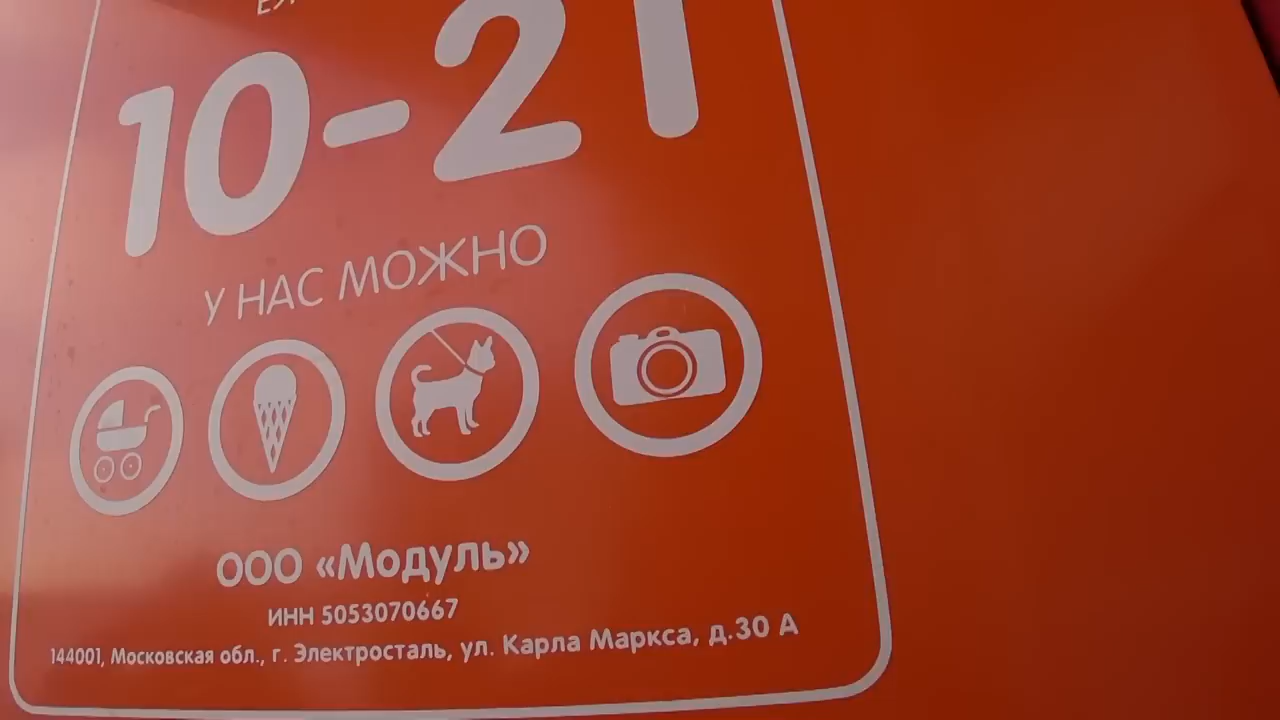 10-21
У НАС МОЖНО
ООО «Модуль»
ИНН 5053070667
144001, Московская обл., г. Электросталь, ул. Карла Маркса, д.30 А